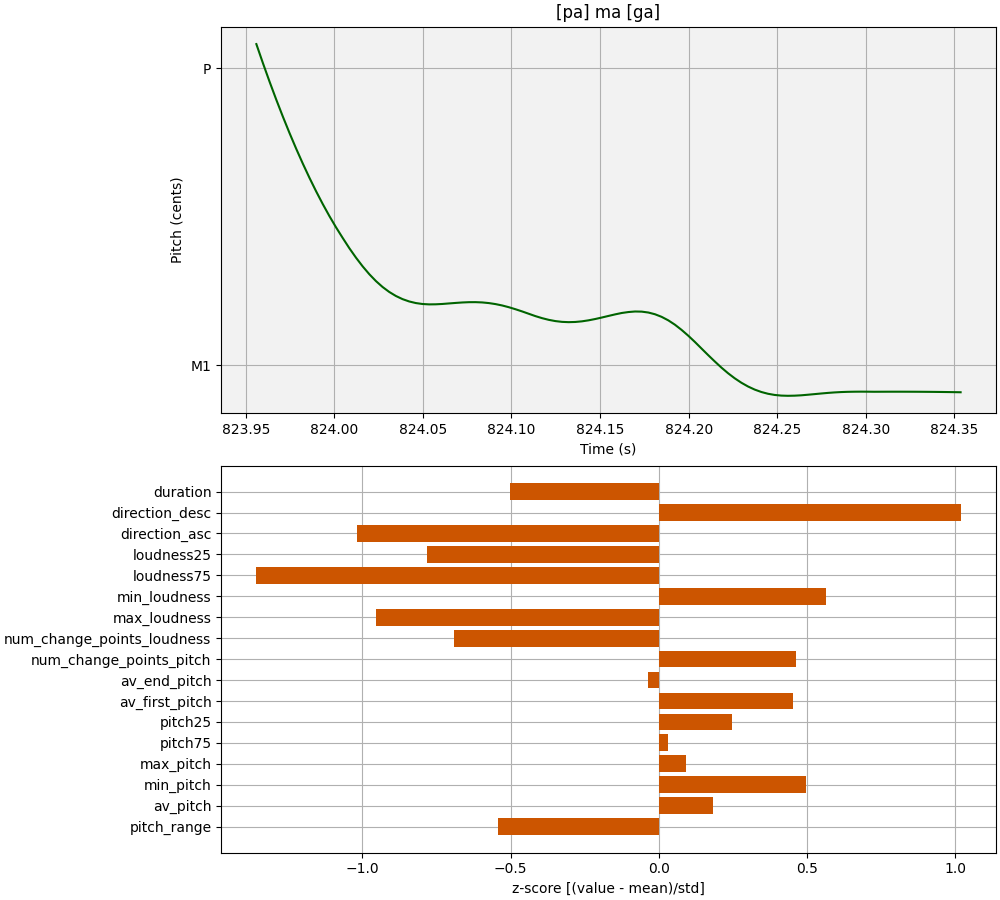 [pa] ma [ga]
P
M1
Pitch (cents)
823.95 824.00 824.05 824.10 824.15 824.20 824.25 824.30 824.35
Time (s)
duration
direction_desc
direction_asc
loudness25
loudness75
min_loudness
max_loudness
num_change_points_loudness
num_change_points_pitch
av_end_pitch
av_first_pitch
pitch25
pitch75
max_pitch
min_pitch
av_pitch
pitch_range
−1.0 −0.5 0.0 0.5 1.0
z-score [(value - mean)/std]